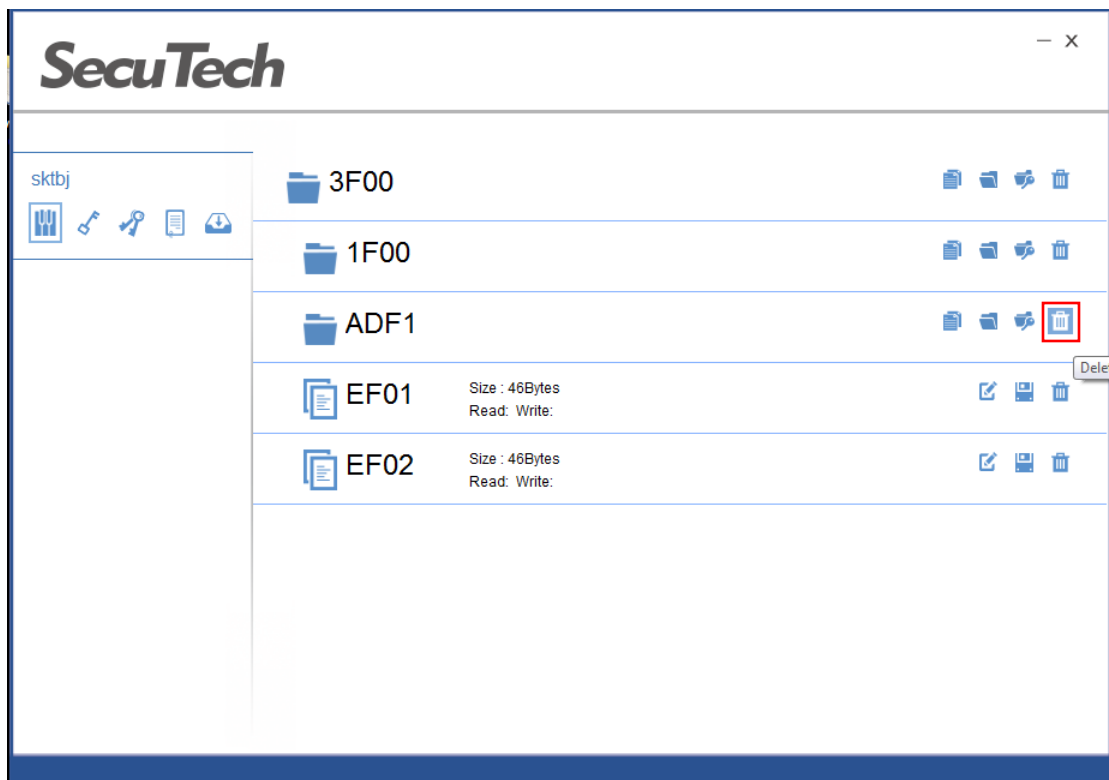 SecuTech
sktbj
3F00
1F00
ADF1
EF01
Size : 46Bytes
Read: Write:
EF02
Size : 46Bytes
Read: Write: